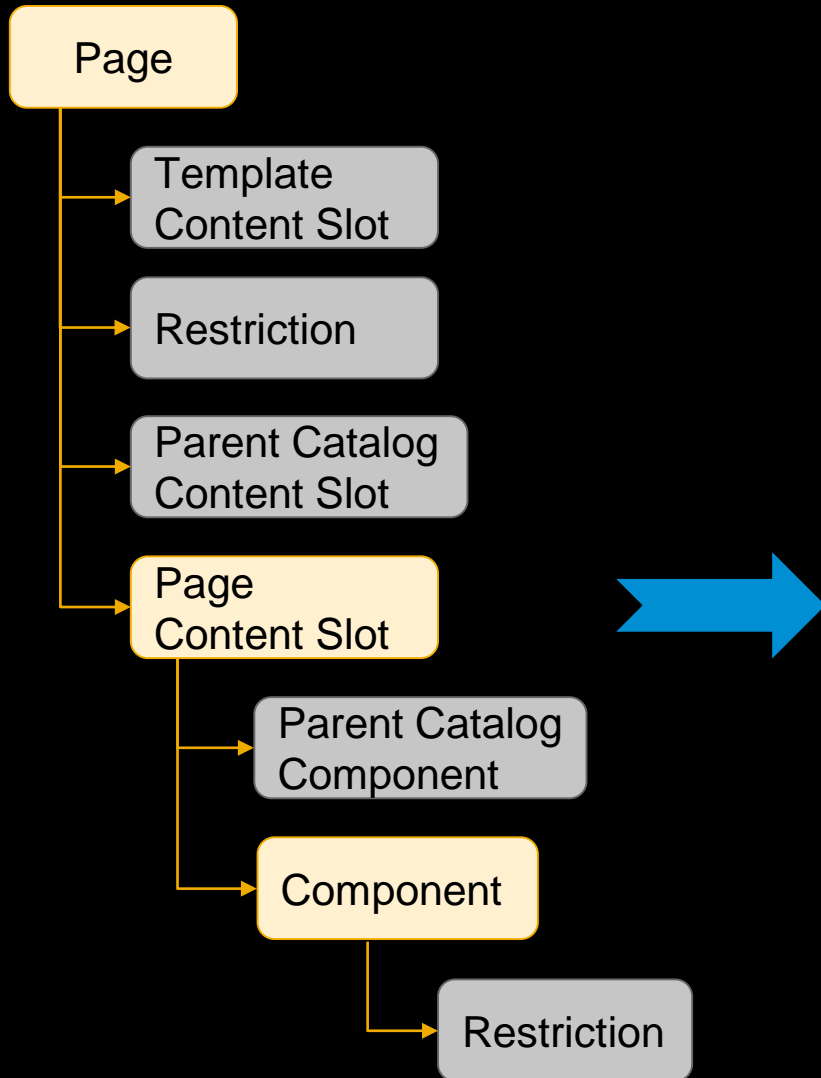 Page
Template
Content Slot
Restriction
Parent Catalog
Content Slot
Page
Content Slot
Parent Catalog
Component
Component
Restriction